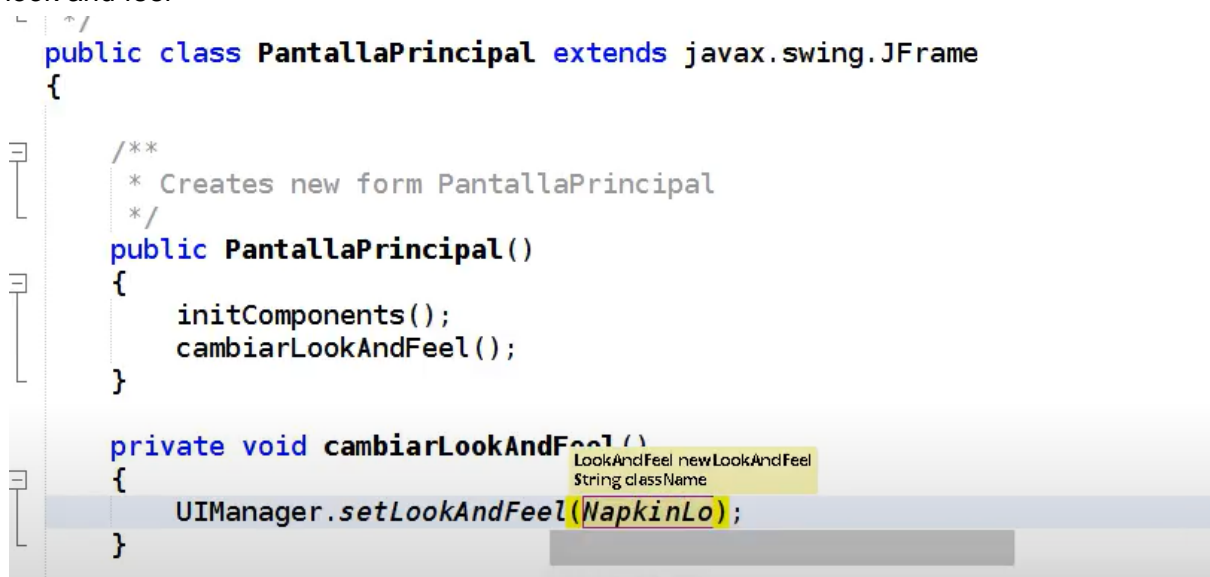 */
public class PantallaPrincipal extends javax.swing.JFrame
{
/**
* Creates new form PantallaPrincipal
*/
public PantallaPrincipal()
{
initComponents();
cambiarLookAndFeel();
}
private void cambiarLookAndFeel()
LookAndFeel newLookAndFeel
String className
{
UIManager.setLookAndFeel(NapkinLo);
}